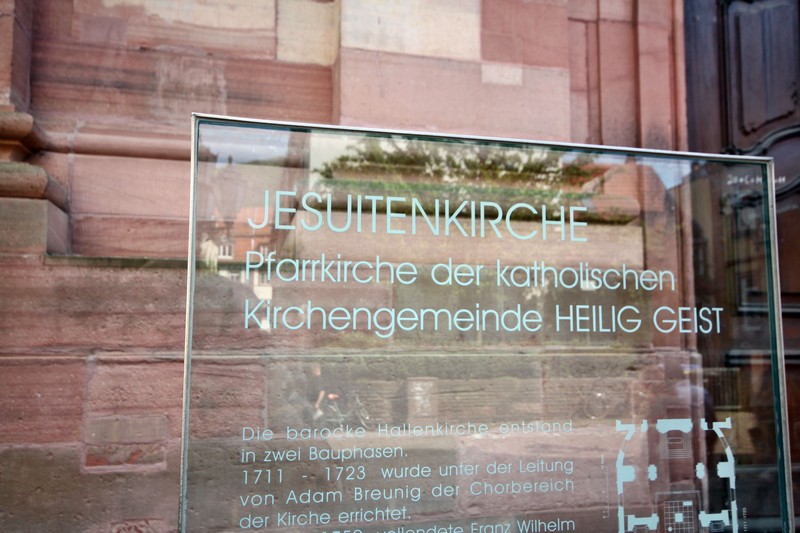 JESUITENKIRCHE
Pfarrkirche der katholischen
Kirchengemeinde HEILIG GEIST
Die barocke Hallenkirche entstand
in zwei Bauphasen.
1711 - 1723 wurde unter der Leitung
von Adam Breunig der Chorbereich
der Kirche errichtet.
vollendete Franz Wilhelm